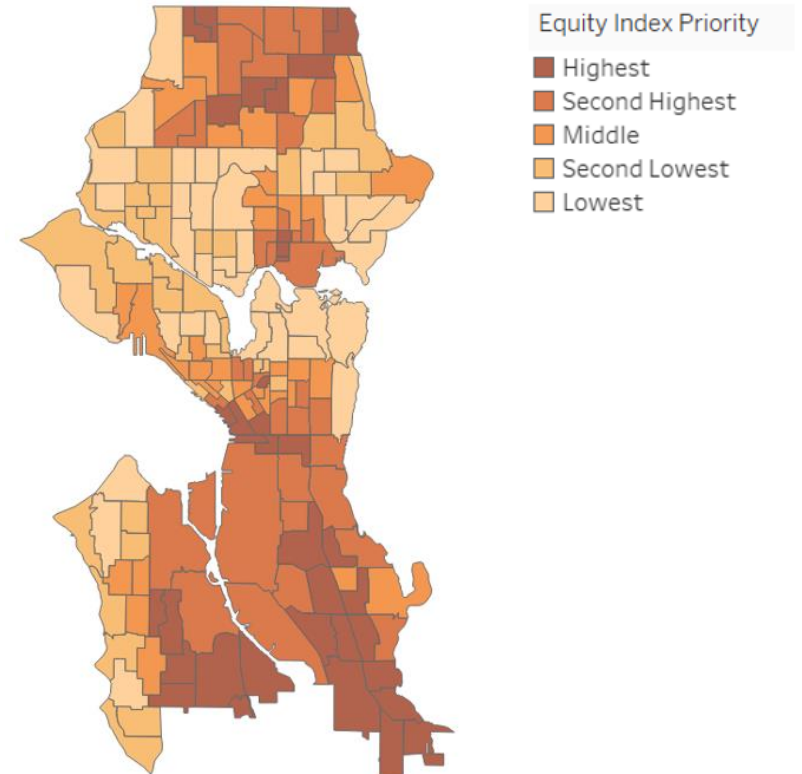 Equity Index Priority
Highest
Second Highest
Middle
Second Lowest
Lowest